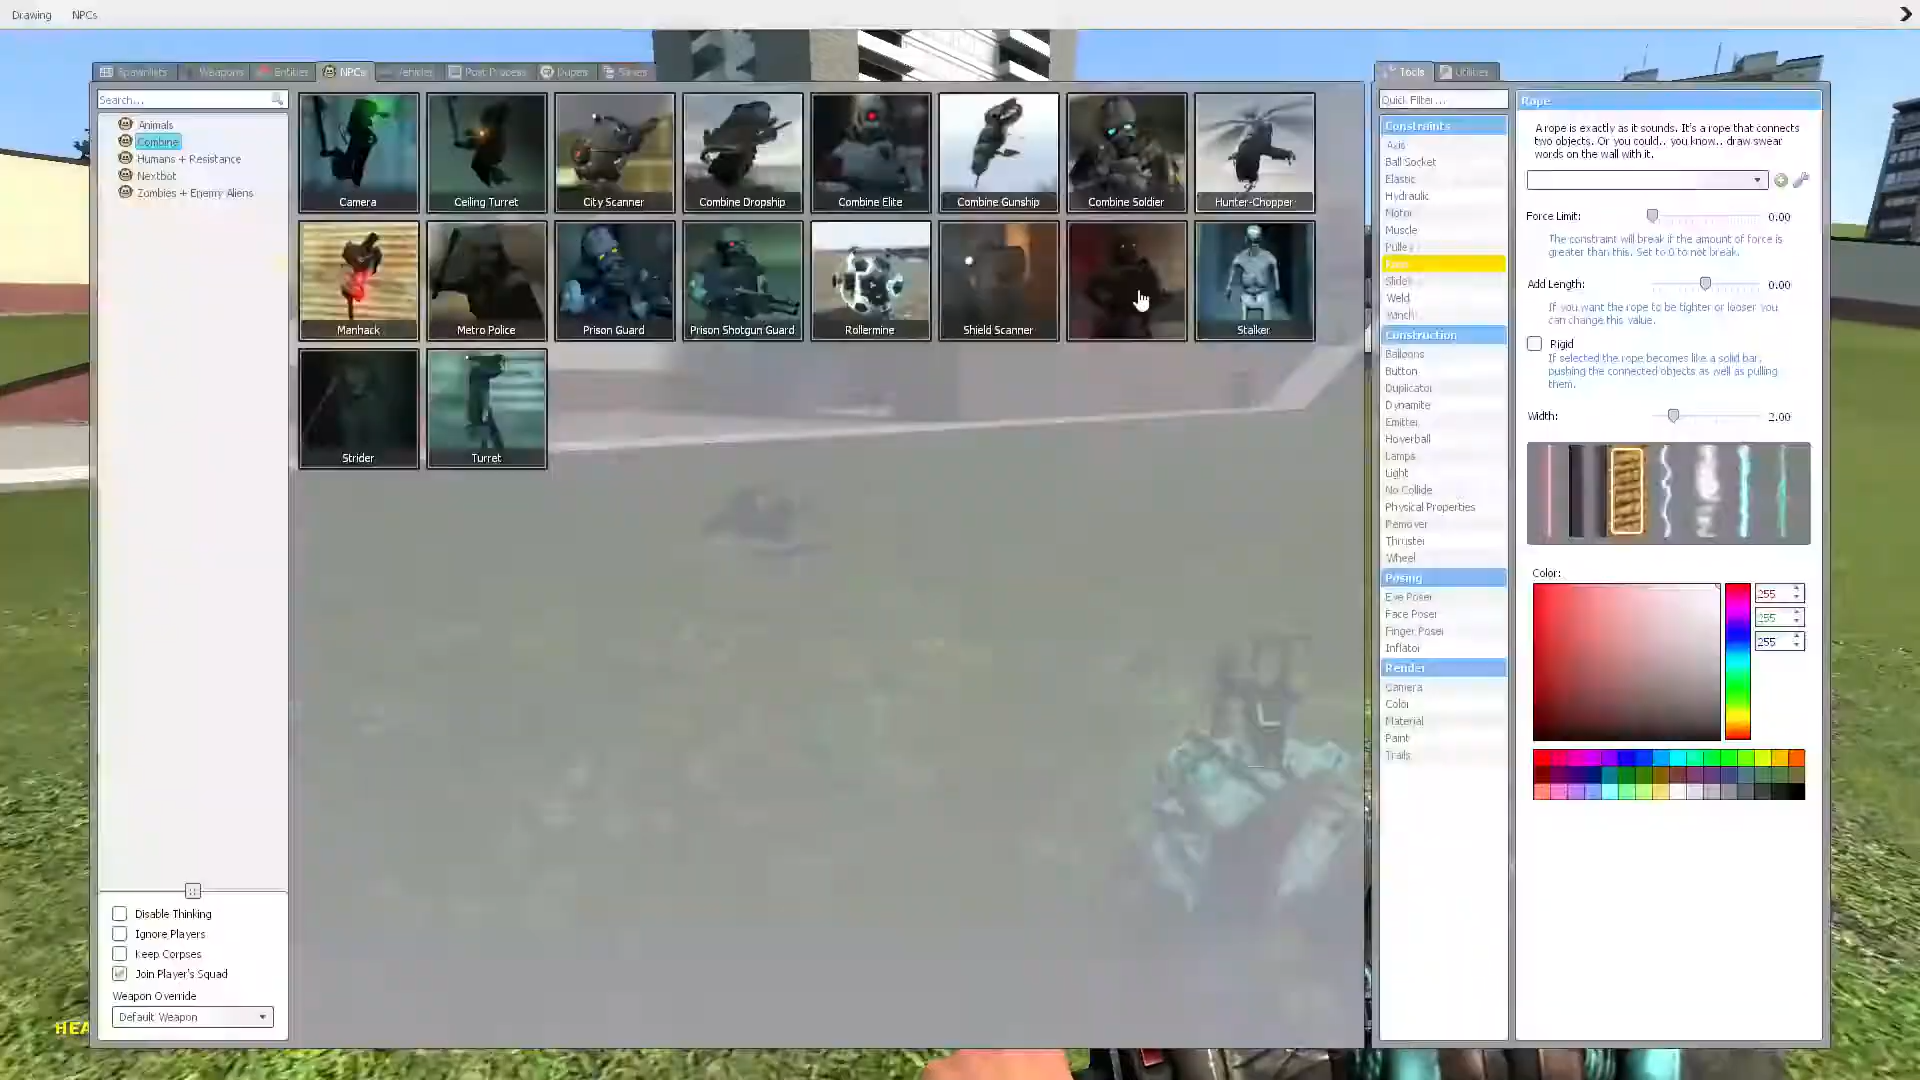 Drawing NPCs
Spawnlists Weapons Entities NPCs Vehicles Post Process Dupes Saves
Tools Utilities
Search...
Animals
Combine
Humans + Resistance
Nextbot
Zombies + Enemy Aliens
Camera Ceiling Turret City Scanner Combine Dropship Combine Elite Combine Gunship Combine Soldier Hunter-Chopper
Manhack Metro Police Prison Guard Prison Shotgun Guard Rollermine Shield Scanner Stalker
Strider Turret
Disable Thinking
Ignore Players
Keep Corpses
Join Player's Squad
Weapon Override
Default Weapon
HEA
Quick Filter...
Constraints
Axis
Ball Socket
Elastic
Hydraulic
Motor
Muscle
Pulley
Rope
Slider
Weld
Winch
Construction
Balloons
Button
Duplicator
Dynamite
Emitter
Hoverball
Lamps
Light
No Collide
Physical Properties
Remover
Thruster
Wheel
Posing
Eye Poser
Face Poser
Finger Poser
Inflator
Render
Camera
Color
Material
Paint
Trails
Rope
A rope is exactly as it sounds. It's a rope that connects
two objects. Or you could.. you know.. draw swear
words on the wall with it.
Force Limit: 0.00
The constraint will break if the amount of force is
greater than this. Set to 0 to not break.
Add Length: 0.00
If you want the rope to be tighter or looser you
can change this value.
Rigid
If selected the rope becomes like a solid bar,
pushing the connected objects as well as pulling
them.
Width: 2.00
Color:
255
255
255